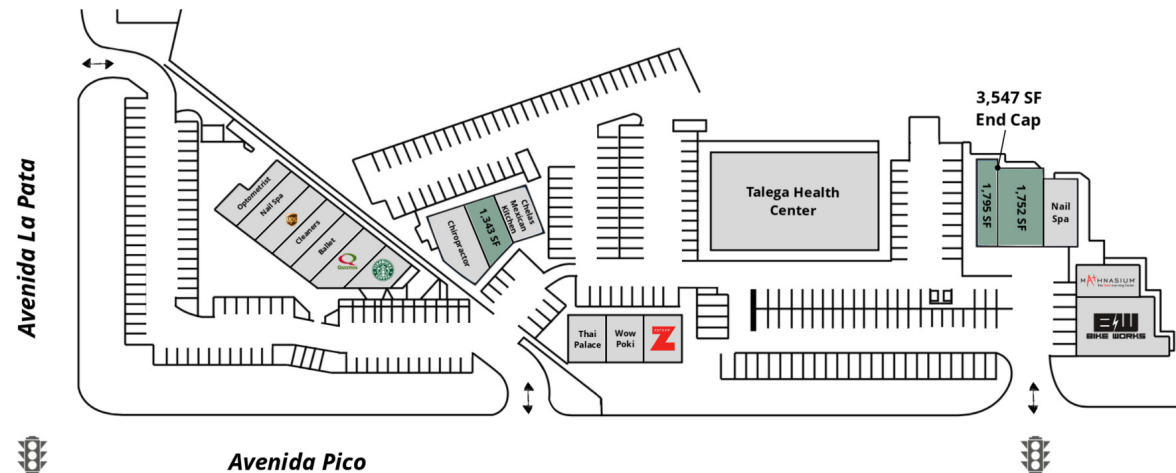 3,547 SF
End Cap
Avenida La Pata
Optometrist
Nail Spa
ups
Cleaners
Ballet
Q
Quiznos
Chiropractor
1,343 SF
Chelas
Mexican
Kitchen
Talega Health
Center
1,795 SF
1,752 SF
Nail
Spa
MATHNASIUM
BW
BIKE WORKS
Thai
Palace
Wow
Poki
Z
Avenida Pico